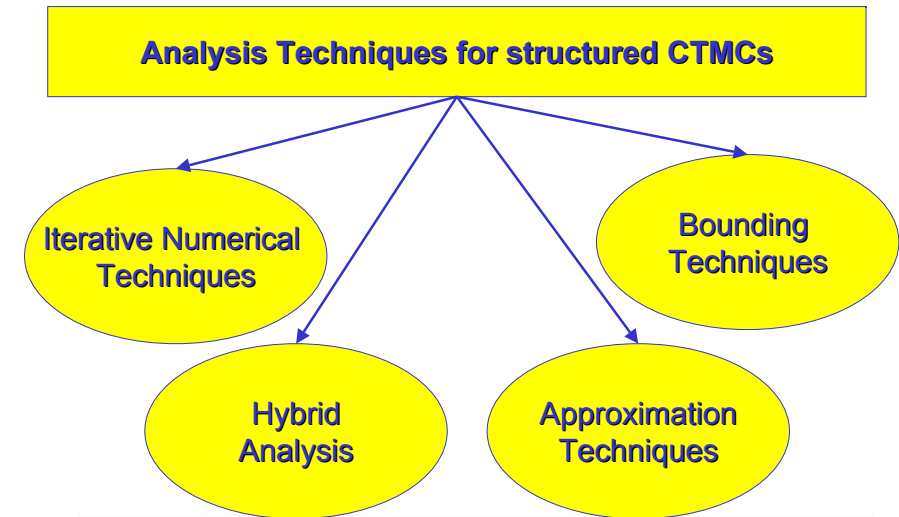 Analysis Techniques for structured CTMCs
Iterative Numerical
Techniques
Bounding
Techniques
Hybrid
Analysis
Approximation
Techniques